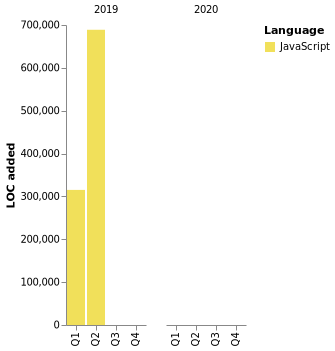 2019
2020
Language
JavaScript
LOC added
700,000
600,000
500,000
400,000
300,000
200,000
100,000
0
Q1
Q2
Q3
Q4
Q1
Q2
Q3
Q4